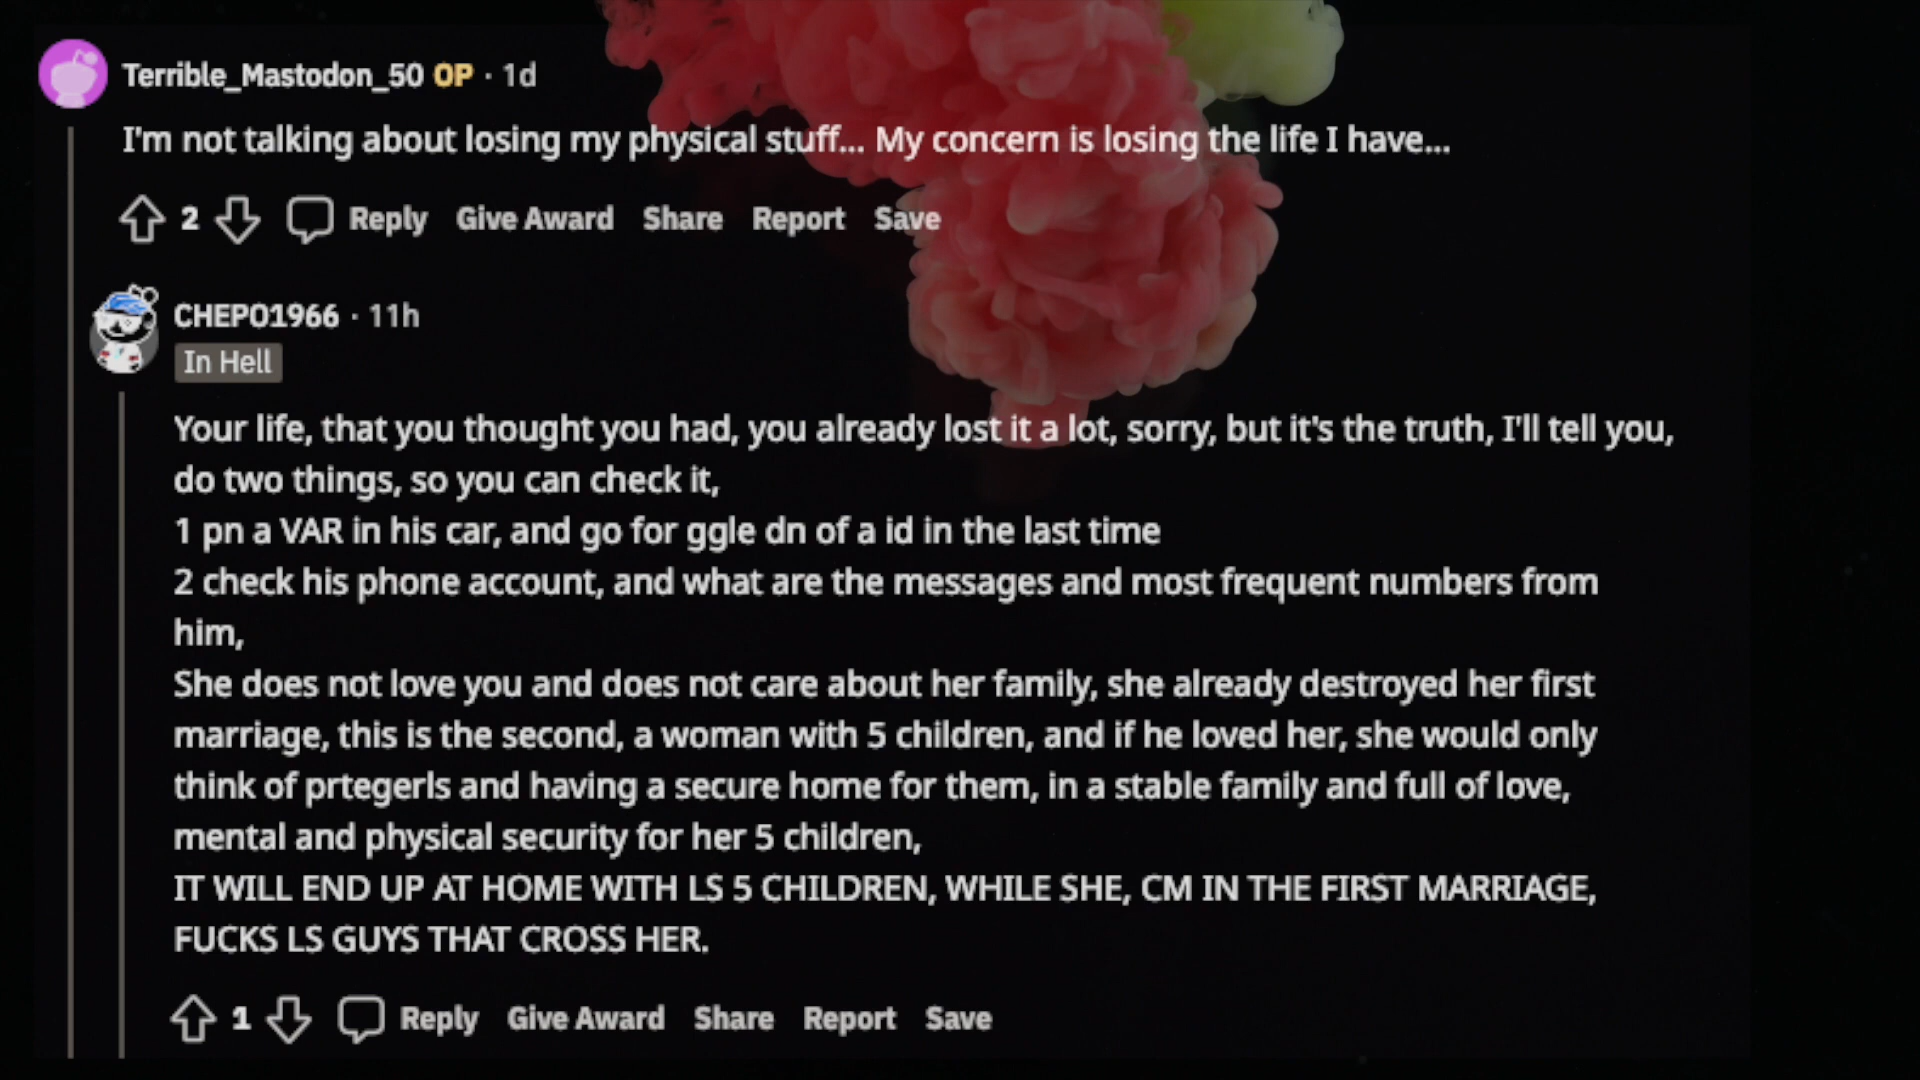 Terrible_Mastodon_50 OP · 1d
I'm not talking about losing my physical stuff... My concern is losing the life I have...
2 Reply Give Award Share Report Save
CHEPO1966 · 11h
In Hell
Your life, that you thought you had, you already lost it a lot, sorry, but it's the truth, I'll tell you,
do two things, so you can check it,
1 pn a VAR in his car, and go for ggle dn of a id in the last time
2 check his phone account, and what are the messages and most frequent numbers from
him,
She does not love you and does not care about her family, she already destroyed her first
marriage, this is the second, a woman with 5 children, and if he loved her, she would only
think of prtegerls and having a secure home for them, in a stable family and full of love,
mental and physical security for her 5 children,
IT WILL END UP AT HOME WITH LS 5 CHILDREN, WHILE SHE, CM IN THE FIRST MARRIAGE,
FUCKS LS GUYS THAT CROSS HER.
1 Reply Give Award Share Report Save